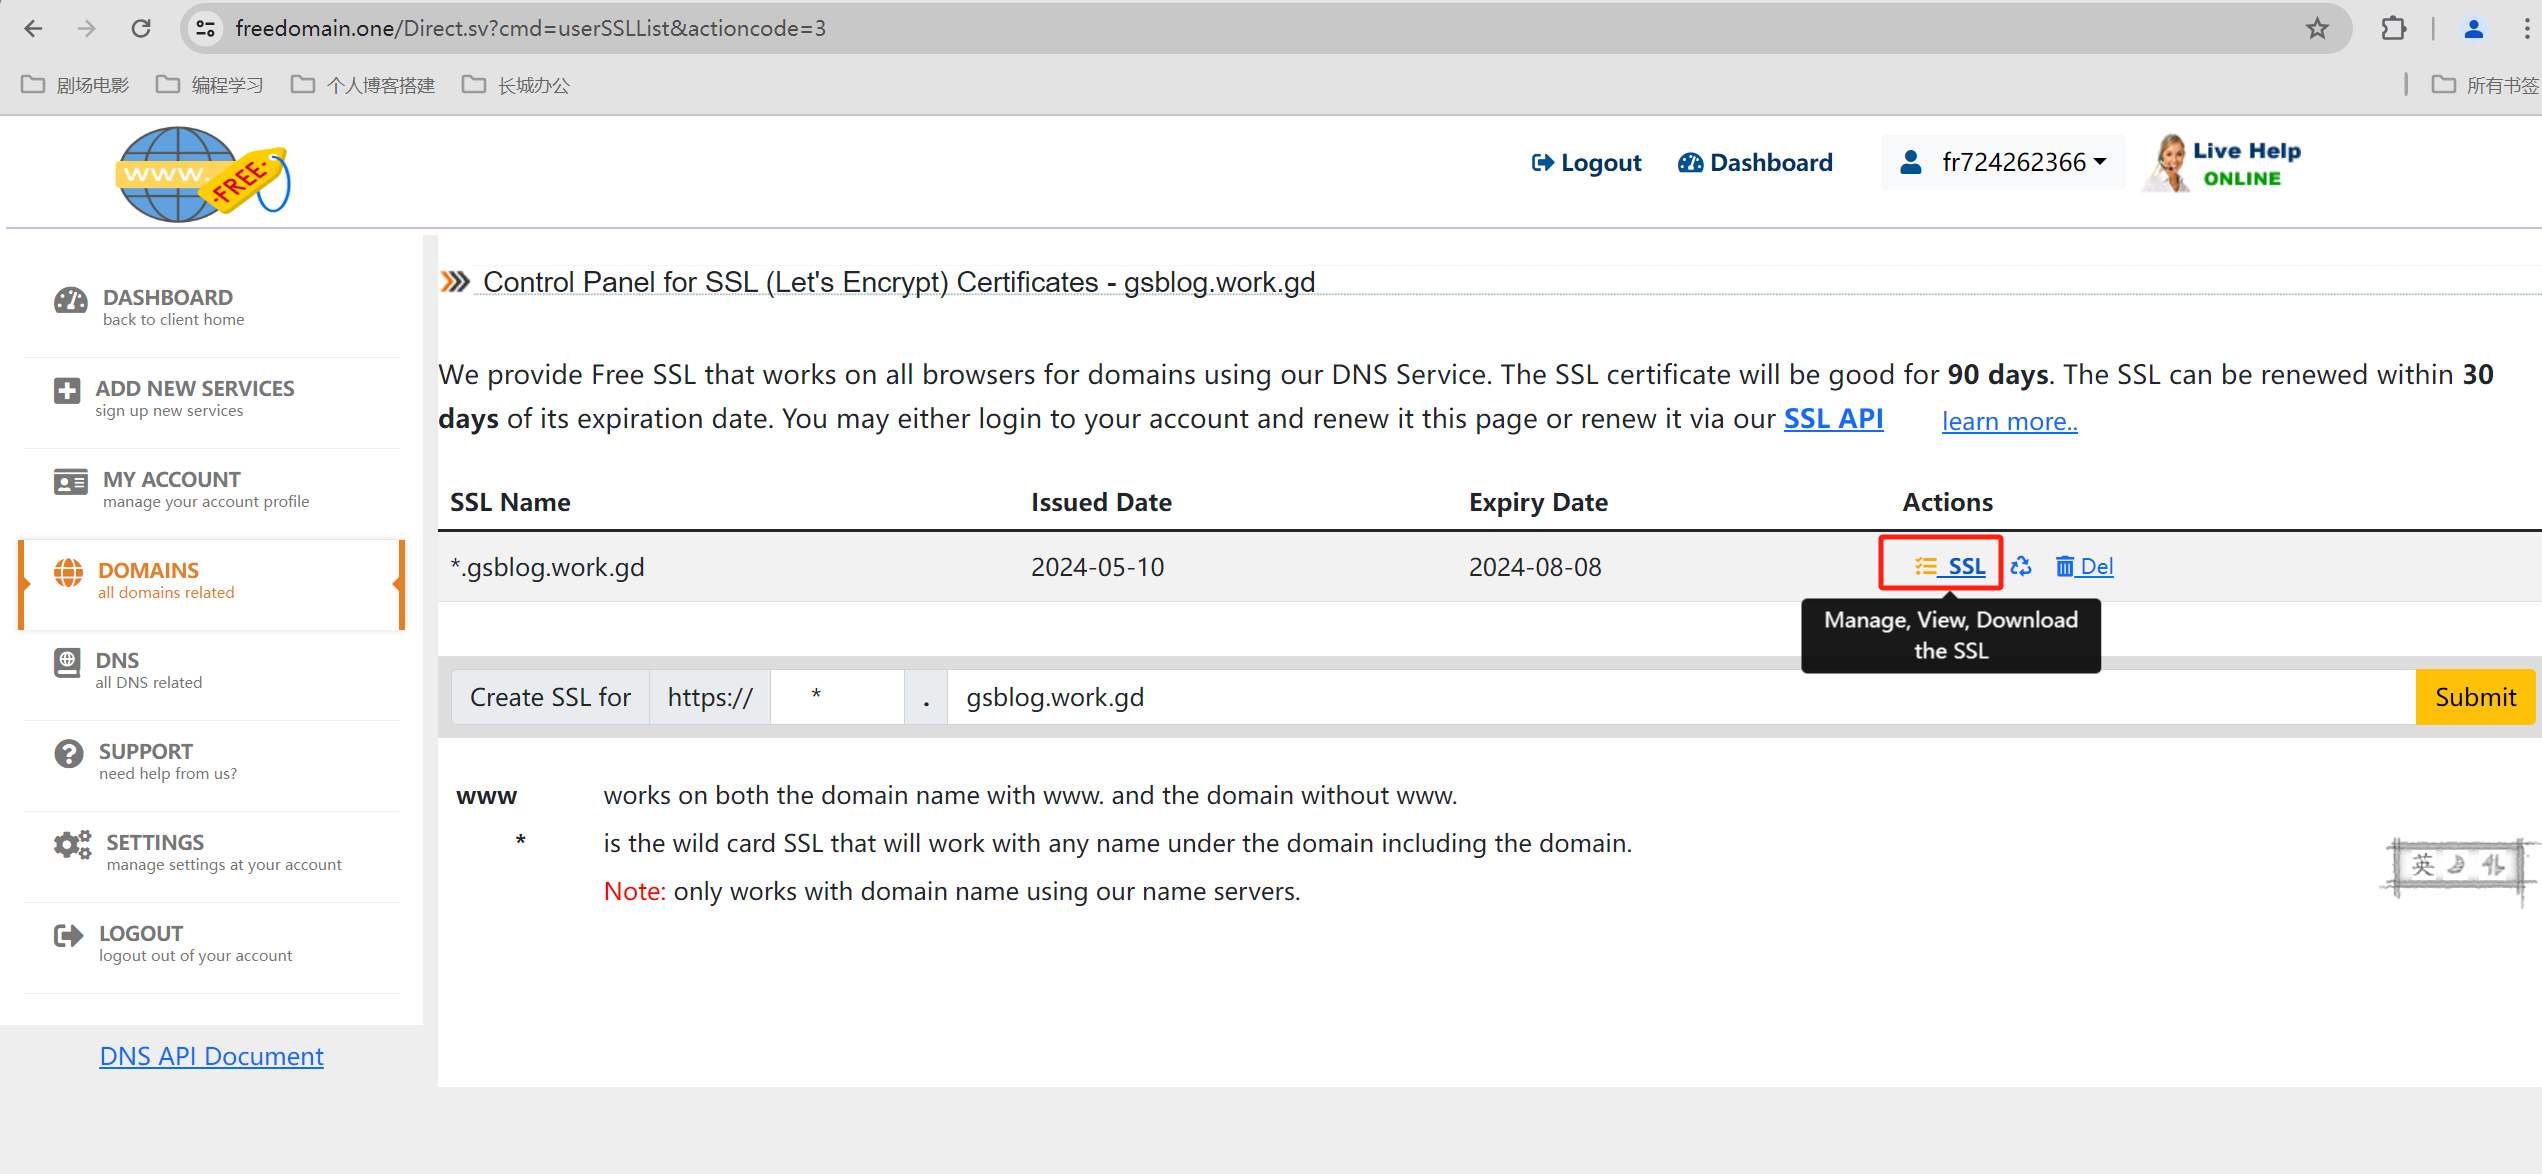 freedomain.one/Direct.sv?cmd=userSSLList&actioncode=3
剧场电影 编程学习 个人博客搭建 长城办公 所有书签
www. FREE
Logout Dashboard fr724262366 Live Help
ONLINE
DASHBOARD
back to client home
ADD NEW SERVICES
sign up new services
MY ACCOUNT
manage your account profile
DOMAINS
all domains related
DNS
all DNS related
SUPPORT
need help from us?
SETTINGS
manage settings at your account
LOGOUT
logout out of your account
DNS API Document
Control Panel for SSL (Let's Encrypt) Certificates - gsblog.work.gd
We provide Free SSL that works on all browsers for domains using our DNS Service. The SSL certificate will be good for 90 days. The SSL can be renewed within 30
days of its expiration date. You may either login to your account and renew it this page or renew it via our SSL API learn more..
SSL Name Issued Date Expiry Date Actions
*.gsblog.work.gd 2024-05-10 2024-08-08 SSL Del
Manage, View, Download
the SSL
Create SSL for https:// * . gsblog.work.gd Submit
www works on both the domain name with www. and the domain without www.
* is the wild card SSL that will work with any name under the domain including the domain.
Note: only works with domain name using our name servers.
英